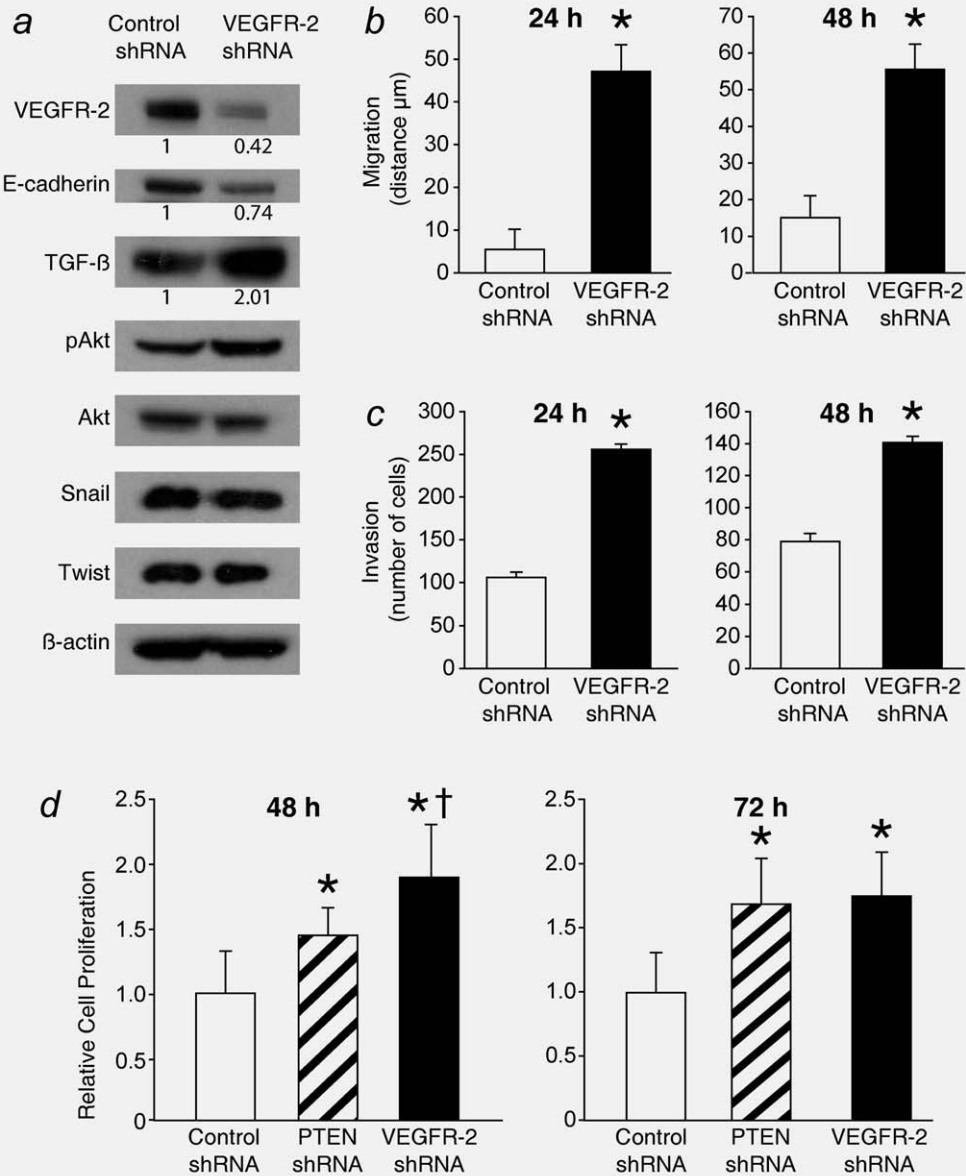 a
Control shRNA
VEGFR-2 shRNA
VEGFR-2
1 0.42
E-cadherin
1 0.74
TGF-ß
1 2.01
pAkt
Akt
Snail
Twist
ß-actin
b
Migration
(distance µm)
24 h
*
60
50
40
30
20
10
0
Control
shRNA
VEGFR-2
shRNA
48 h
*
70
60
50
40
30
20
10
0
Control
shRNA
VEGFR-2
shRNA
c
Invasion
(number of cells)
24 h
*
300
250
200
150
100
50
0
Control
shRNA
VEGFR-2
shRNA
48 h
*
160
140
120
100
80
60
40
20
0
Control
shRNA
VEGFR-2
shRNA
d
Relative Cell Proliferation
48 h
*
*†
2.5
2.0
1.5
1.0
0.5
0
Control
shRNA
PTEN
shRNA
VEGFR-2
shRNA
72 h
*
*
2.5
2.0
1.5
1.0
0.5
0
Control
shRNA
PTEN
shRNA
VEGFR-2
shRNA